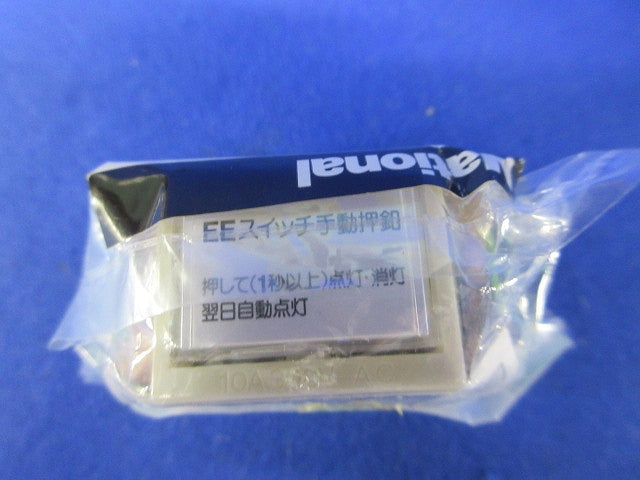 National
EEスイッチ手動押釦
押して(1秒以上)点灯・消灯
翌日自動点灯
10A AC